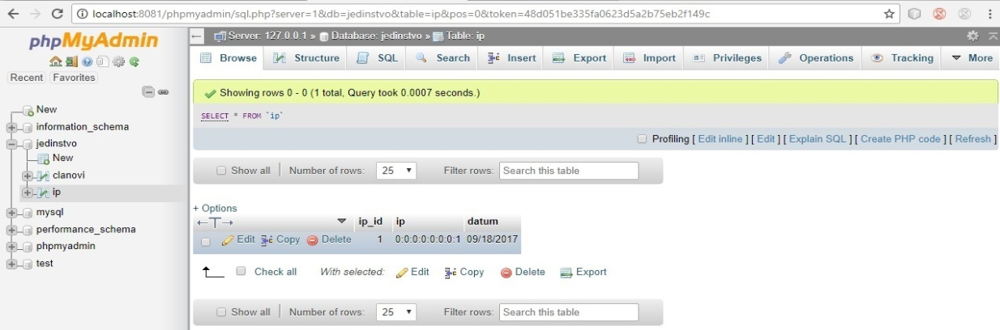 localhost:8081/phpmyadmin/sql.php?server=1&db=jedinstvo&table=ip&pos=0&token=48d051be335fa0623d5a2b75eb2f149c
phpMyAdmin
Recent Favorites
New
information_schema
jedinstvo
New
clanovi
ip
mysql
performance_schema
phpmyadmin
test
Server: 127.0.0.1 » Database: jedinstvo » Table: ip
Browse Structure SQL Search Insert Export Import Privileges Operations Tracking More
Showing rows 0 - 0 (1 total, Query took 0.0007 seconds.)
SELECT * FROM `ip`
Profiling [ Edit inline ] [ Edit ] [ Explain SQL ] [ Create PHP code ] [ Refresh ]
Show all Number of rows: 25 Filter rows: Search this table
+ Options
ip_id ip datum
Edit Copy Delete 1 0:0:0:0:0:0:0:1 09/18/2017
Check all With selected: Edit Copy Delete Export
Show all Number of rows: 25 Filter rows: Search this table